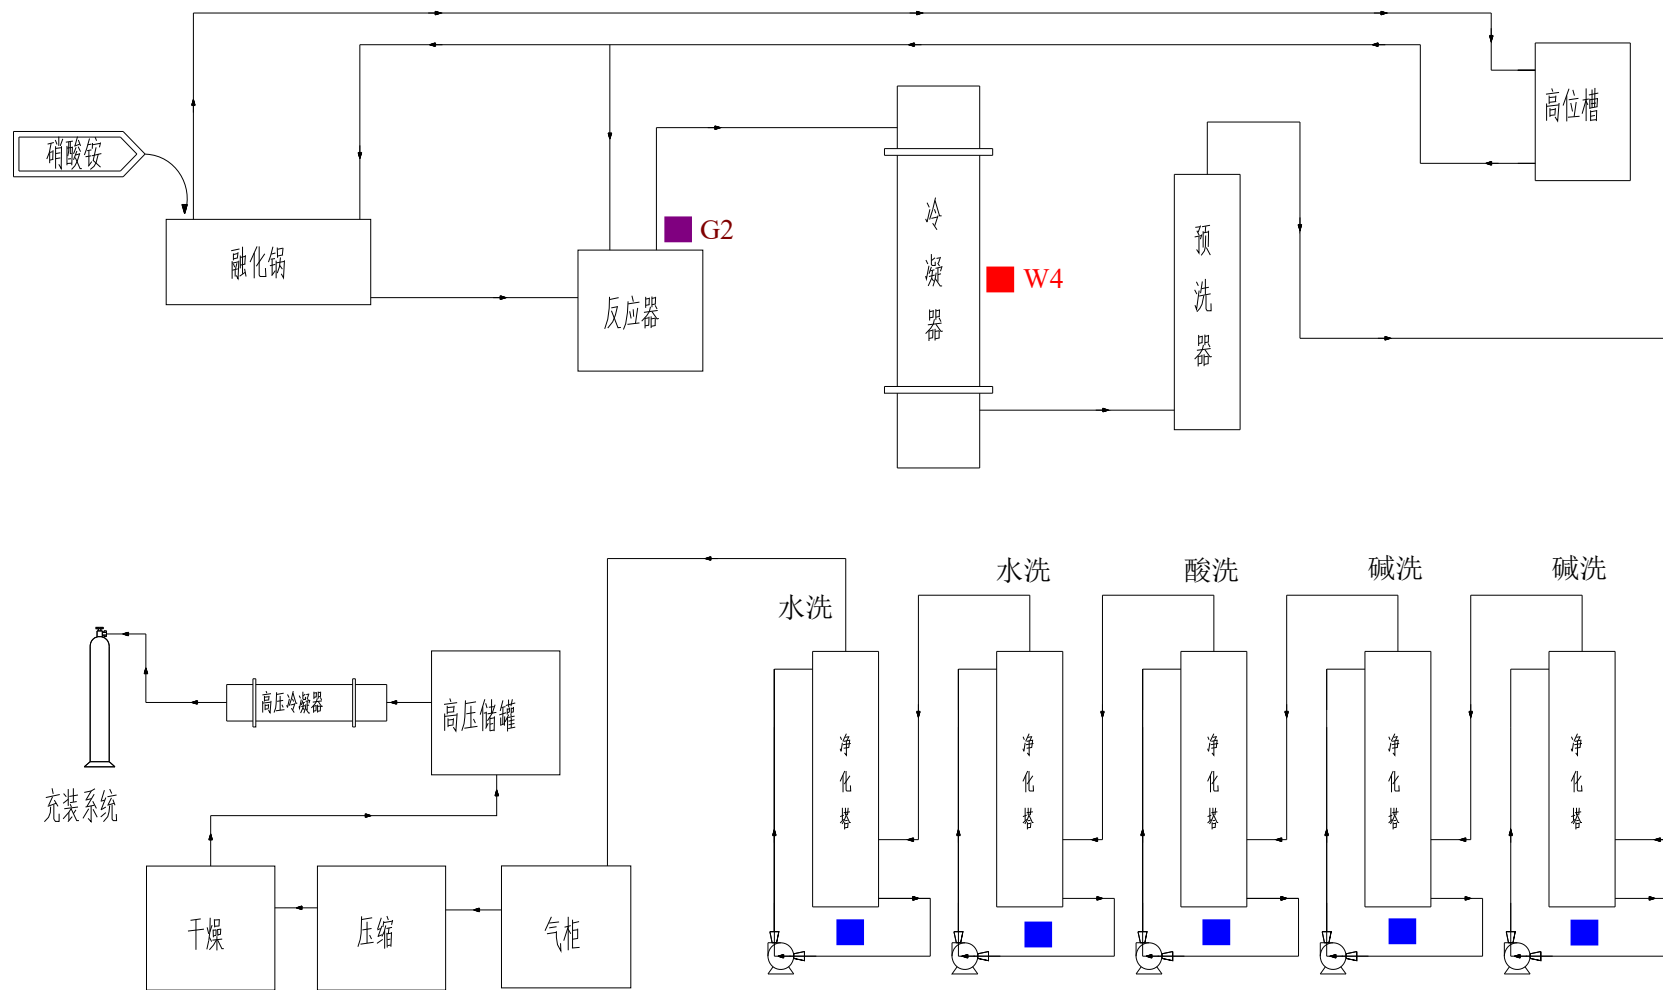 高位槽
硝酸铵
融化锅
G2
反应器
冷凝器
W4
预洗器
水洗
水洗
酸洗
碱洗
碱洗
高压冷凝器
高压储罐
充装系统
净化塔
净化塔
净化塔
净化塔
净化塔
干燥
压缩
气柜